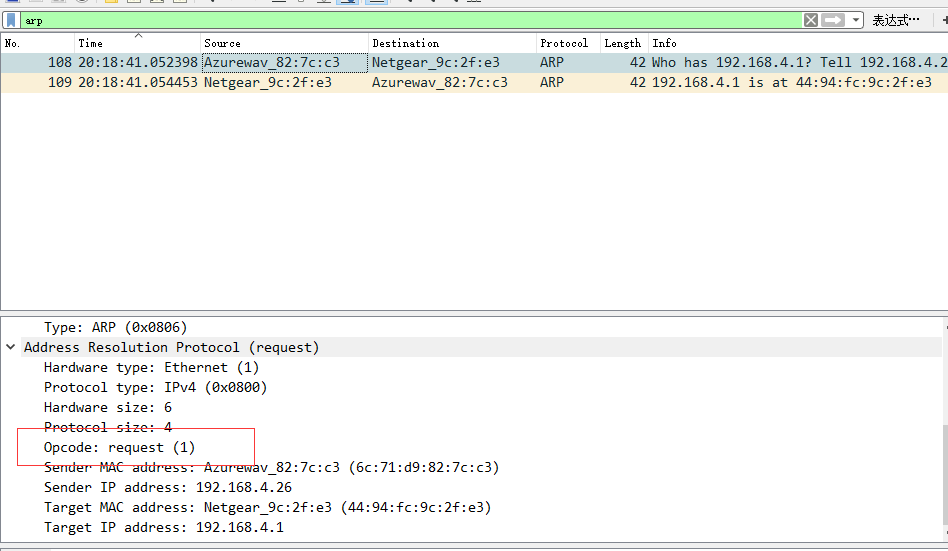 arp
表达式…
No. Time Source Destination Protocol Length Info
108 20:18:41.052398 Azurewav_82:7c:c3 Netgear_9c:2f:e3 ARP 42 Who has 192.168.4.1? Tell 192.168.4.2
109 20:18:41.054453 Netgear_9c:2f:e3 Azurewav_82:7c:c3 ARP 42 192.168.4.1 is at 44:94:fc:9c:2f:e3
Type: ARP (0x0806)
Address Resolution Protocol (request)
Hardware type: Ethernet (1)
Protocol type: IPv4 (0x0800)
Hardware size: 6
Protocol size: 4
Opcode: request (1)
Sender MAC address: Azurewav_82:7c:c3 (6c:71:d9:82:7c:c3)
Sender IP address: 192.168.4.26
Target MAC address: Netgear_9c:2f:e3 (44:94:fc:9c:2f:e3)
Target IP address: 192.168.4.1